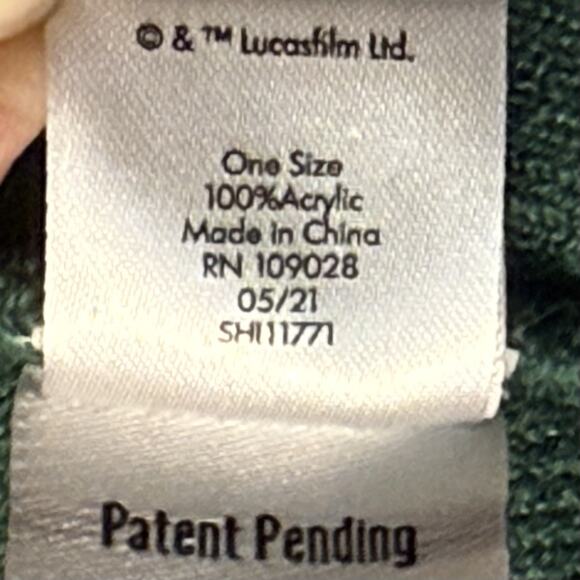 © & ™ Lucasfilm Ltd.
One Size
100%Acrylic
Made in China
RN 109028
05/21
SHI11771
Patent Pending